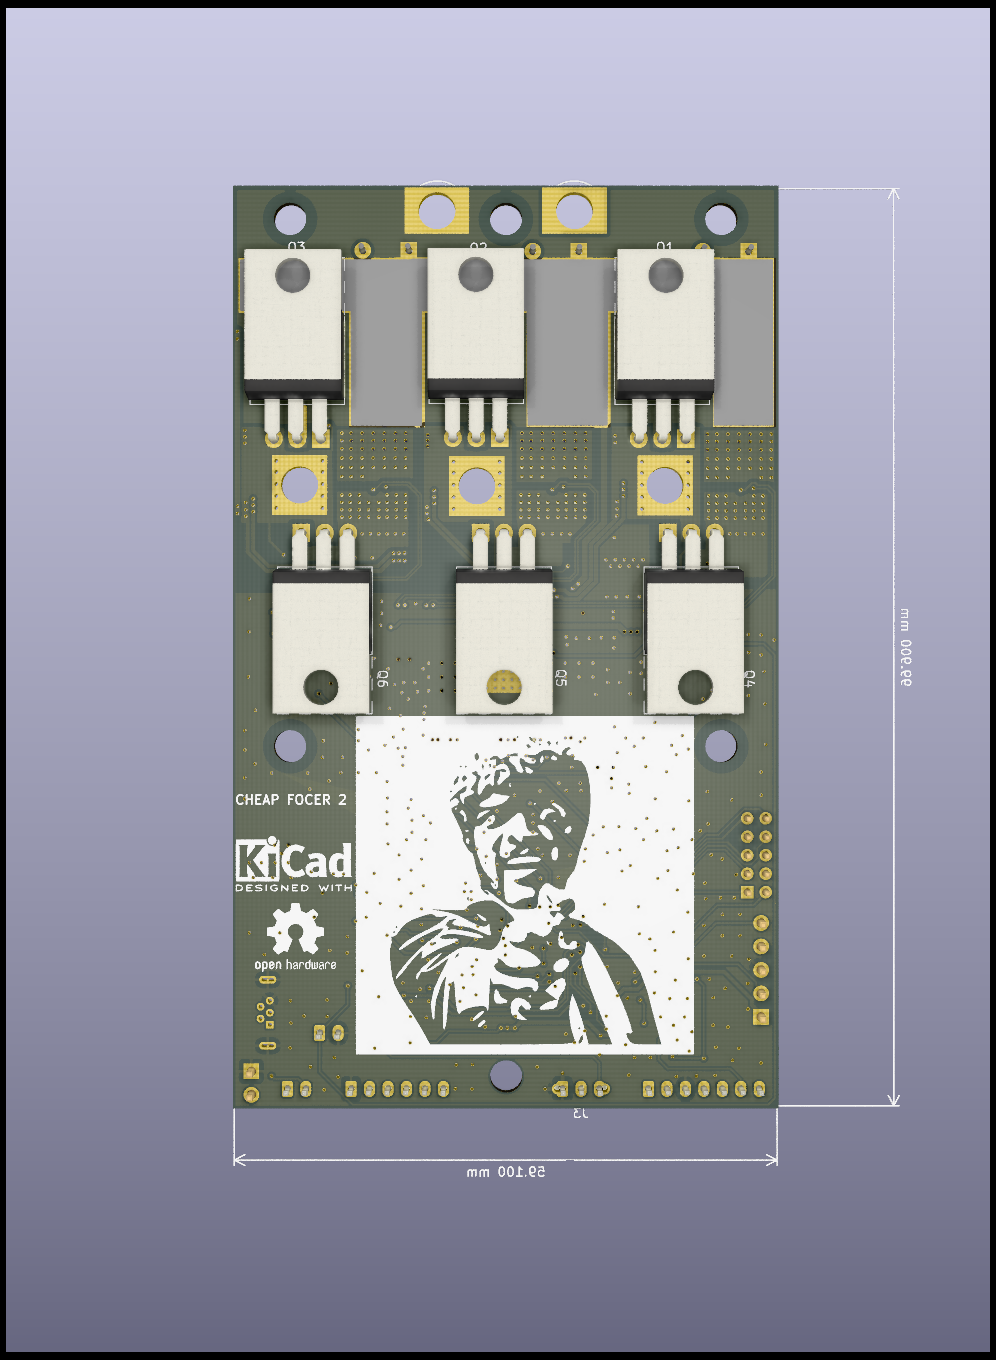 Q3
Q2
Q1
Q6
Q5
Q4
99.900 mm
CHEAP FOCER 2
KiCad
DESIGNED WITH
open hardware
J3
59.100 mm